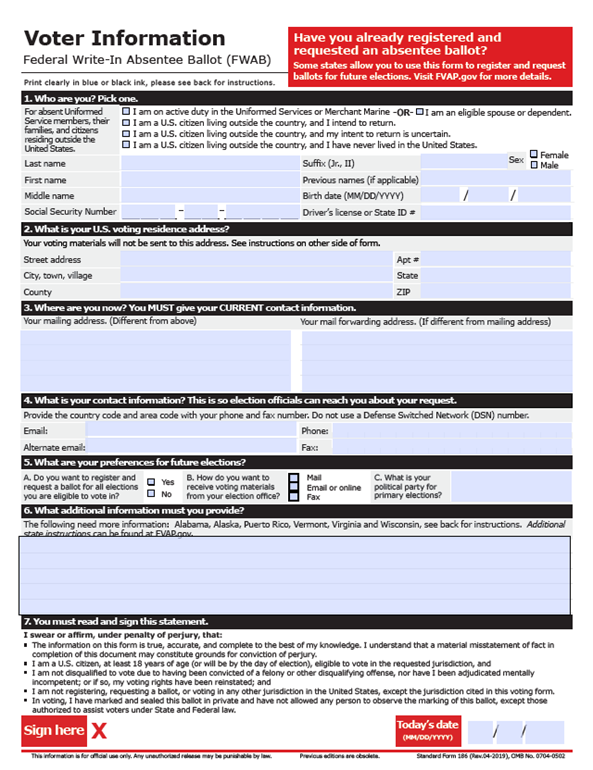 Voter Information
Federal Write-In Absentee Ballot (FWAB)
Print clearly in blue or black ink, please see back for instructions.
Have you already registered and
requested an absentee ballot?
Some states allow you to use this form to register and request
ballots for future elections. Visit FVAP.gov for more details.
1. Who are you? Pick one.
For absent Uniformed
Service members, their
families, and citizens
residing outside the
United States.
I am on active duty in the Uniformed Services or Merchant Marine -OR- I am an eligible spouse or dependent.
I am a U.S. citizen living outside the country, and I intend to return.
I am a U.S. citizen living outside the country, and my intent to return is uncertain.
I am a U.S. citizen living outside the country, and I have never lived in the United States.
Last name Suffix (Jr., II) Sex Female
Male
First name Previous names (if applicable)
Middle name Birth date (MM/DD/YYYY) / /
Social Security Number – – Driver's license or State ID #
2. What is your U.S. voting residence address?
Your voting materials will not be sent to this address. See instructions on other side of form.
Street address Apt #
City, town, village State
County ZIP
3. Where are you now? You MUST give your CURRENT contact information.
Your mailing address. (Different from above) Your mail forwarding address. (If different from mailing address)
4. What is your contact information? This is so election officials can reach you about your request.
Provide the country code and area code with your phone and fax number. Do not use a Defense Switched Network (DSN) number.
Email: Phone:
Alternate email: Fax:
5. What are your preferences for future elections?
A. Do you want to register and
request a ballot for all elections
you are eligible to vote in?
Yes
No
B. How do you want to
receive voting materials
from your election office?
Mail
Email or online
Fax
C. What is your
political party for
primary elections?
6. What additional information must you provide?
The following need more information: Alabama, Alaska, Puerto Rico, Vermont, Virginia and Wisconsin, see back for instructions. Additional
state instructions can be found at FVAP.gov.
7. You must read and sign this statement.
I swear or affirm, under penalty of perjury, that:
▪ The information on this form is true, accurate, and complete to the best of my knowledge. I understand that a material misstatement of fact in
completion of this document may constitute grounds for conviction of perjury.
▪ I am a U.S. citizen, at least 18 years of age (or will be by the day of election), eligible to vote in the requested jurisdiction, and
▪ I am not disqualified to vote due to having been convicted of a felony or other disqualifying offense, nor have I been adjudicated mentally
incompetent; or if so, my voting rights have been reinstated; and
▪ I am not registering, requesting a ballot, or voting in any other jurisdiction in the United States, except the jurisdiction cited in this voting form.
▪ In voting, I have marked and sealed this ballot in private and have not allowed any person to observe the marking of this ballot, except those
authorized to assist voters under State and Federal law.
Sign here X Today's date
(MM/DD/YYYY) / /
This information is for official use only. Any unauthorized release may be punishable by law. Previous editions are obsolete. Standard Form 186 (Rev.04-2019), OMB No. 0704-0502